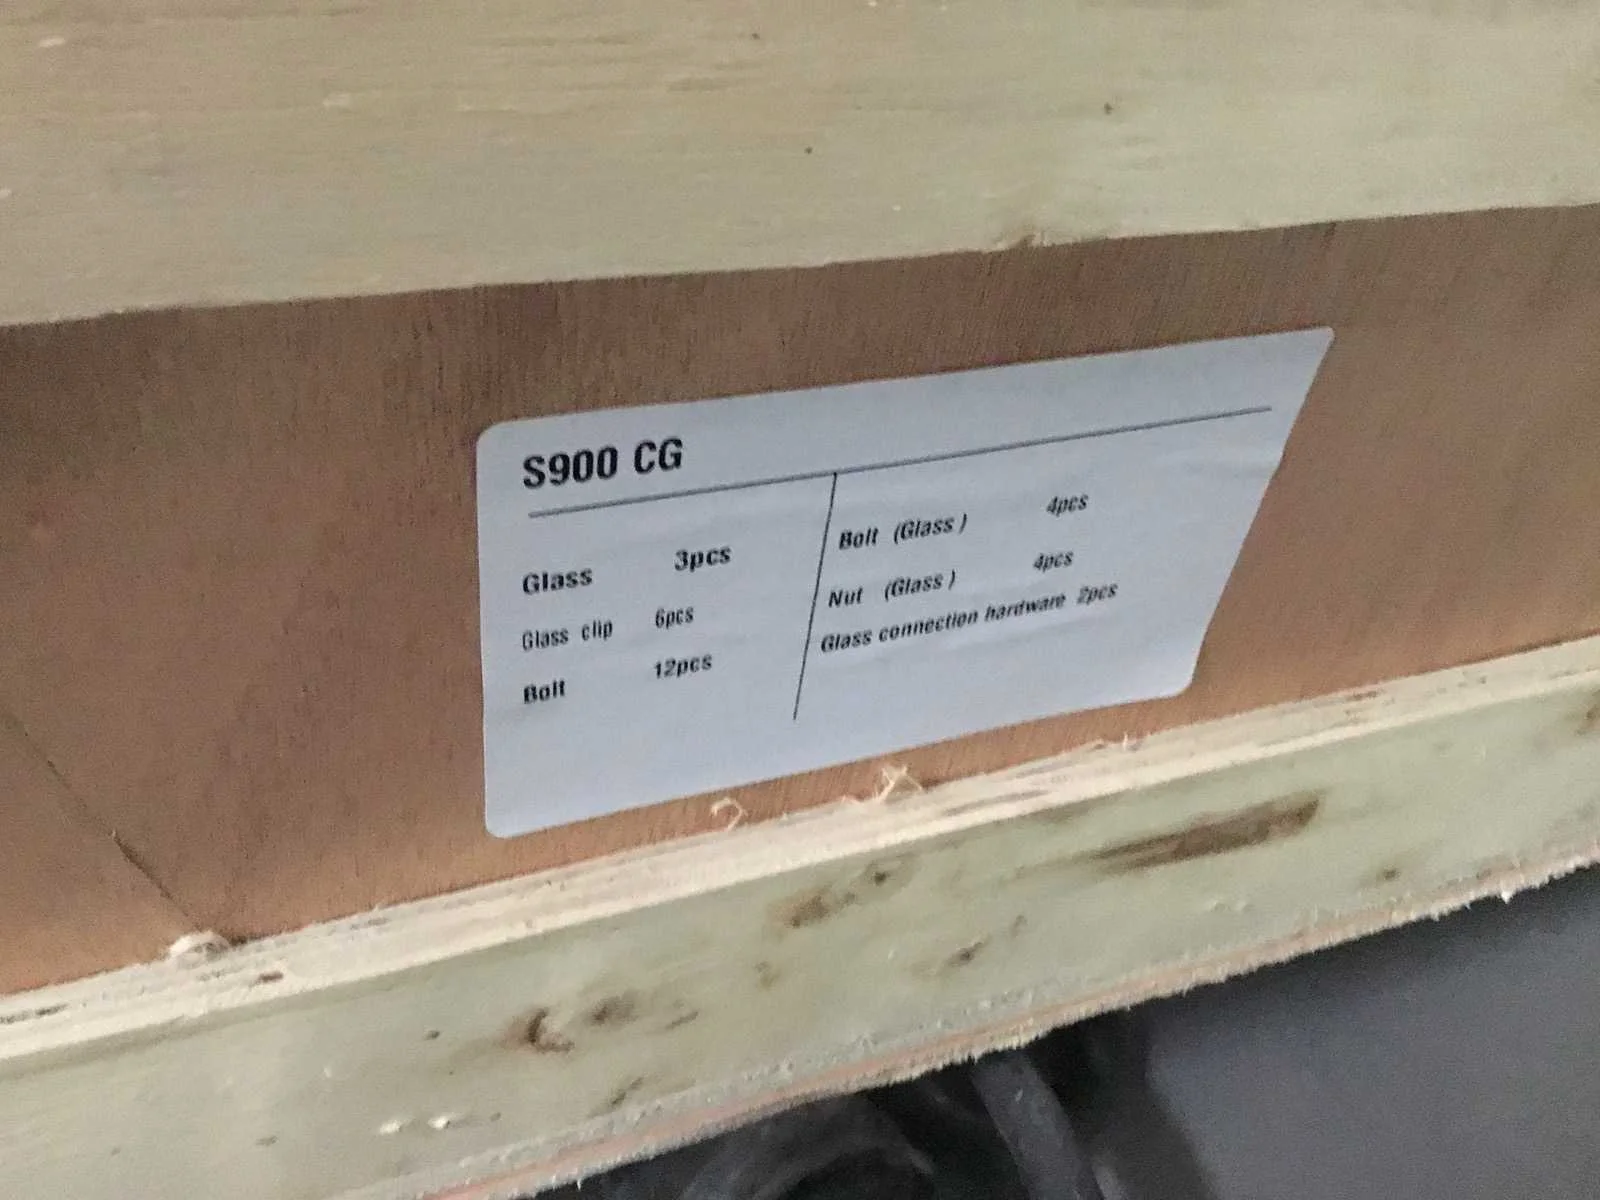 S900 CG
Glass 3pcs
Glass clip 6pcs
Bolt 12pcs
Bolt (Glass) 4pcs
Nut (Glass) 4pcs
Glass connection hardware 2pcs